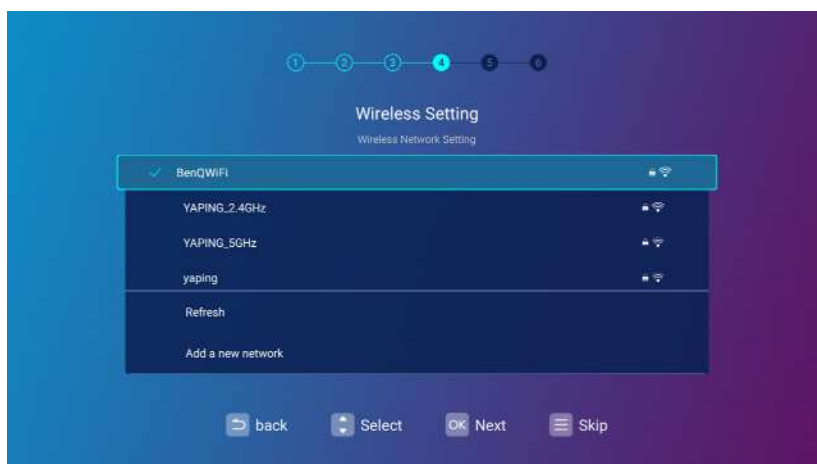 1 2 3 4 5 6
Wireless Setting
Wireless Network Setting
BenQWiFi
YAPING_2.4GHz
YAPING_5GHz
yaping
Refresh
Add a new network
back Select OK Next Skip